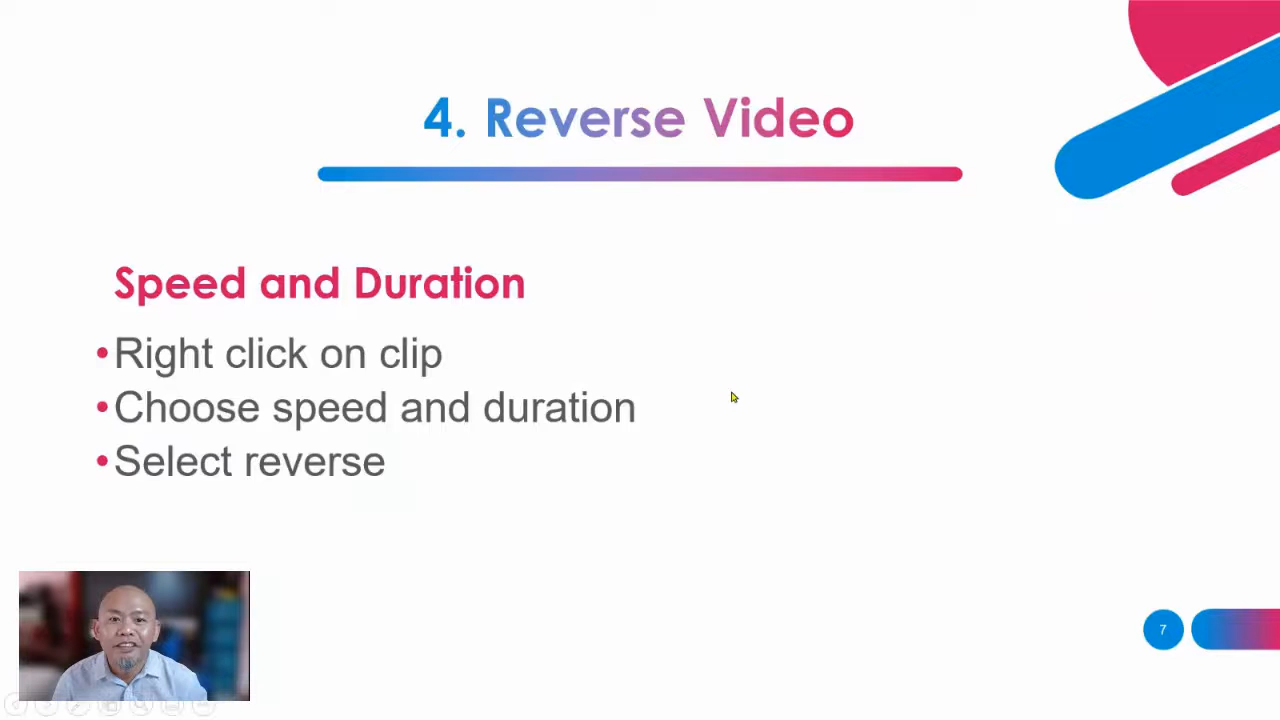 4. Reverse Video
Speed and Duration
•Right click on clip
•Choose speed and duration
•Select reverse
7